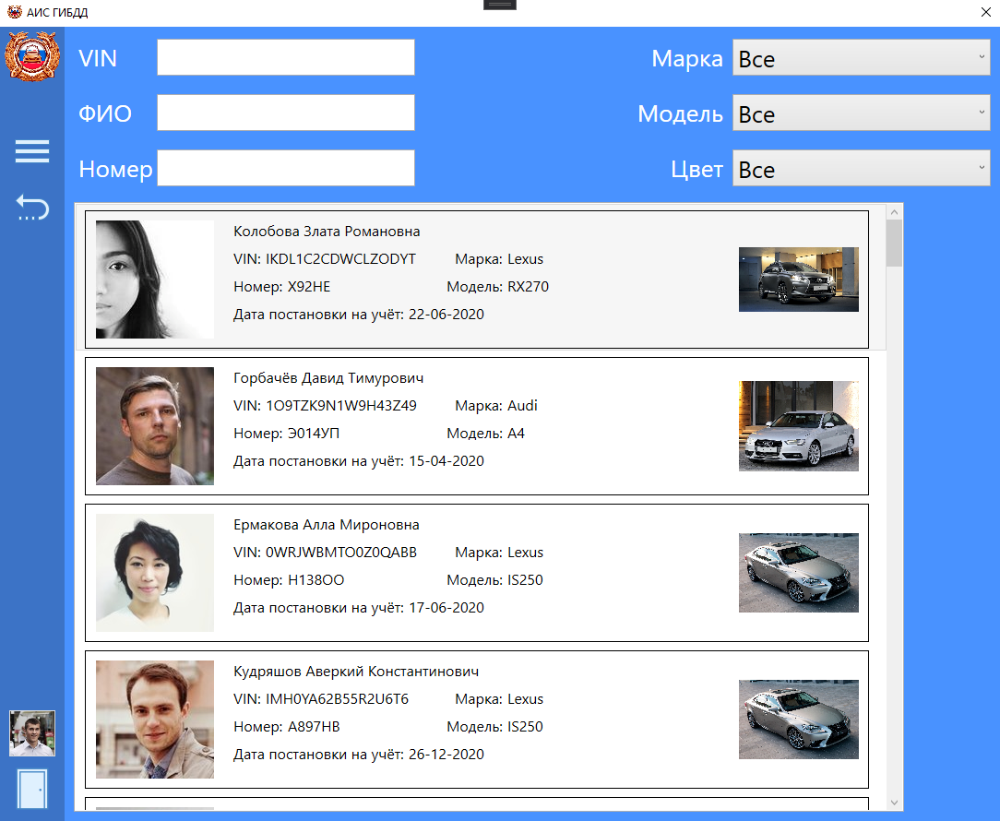 АИС ГИБДД
VIN
Марка Все
ФИО
Модель Все
Номер
Цвет Все
Колобова Злата Романовна
VIN: IKDL1C2CDWCLZODYT Марка: Lexus
Номер: Х92НЕ Модель: RX270
Дата постановки на учёт: 22-06-2020
Горбачёв Давид Тимурович
VIN: 1O9TZK9N1W9H43Z49 Марка: Audi
Номер: Э014УП Модель: A4
Дата постановки на учёт: 15-04-2020
Ермакова Алла Мироновна
VIN: 0WRJWBMTO0Z0QABB Марка: Lexus
Номер: Н138ОО Модель: IS250
Дата постановки на учёт: 17-06-2020
Кудряшов Аверкий Константинович
VIN: IMH0YA62B55R2U6T6 Марка: Lexus
Номер: А897НВ Модель: IS250
Дата постановки на учёт: 26-12-2020